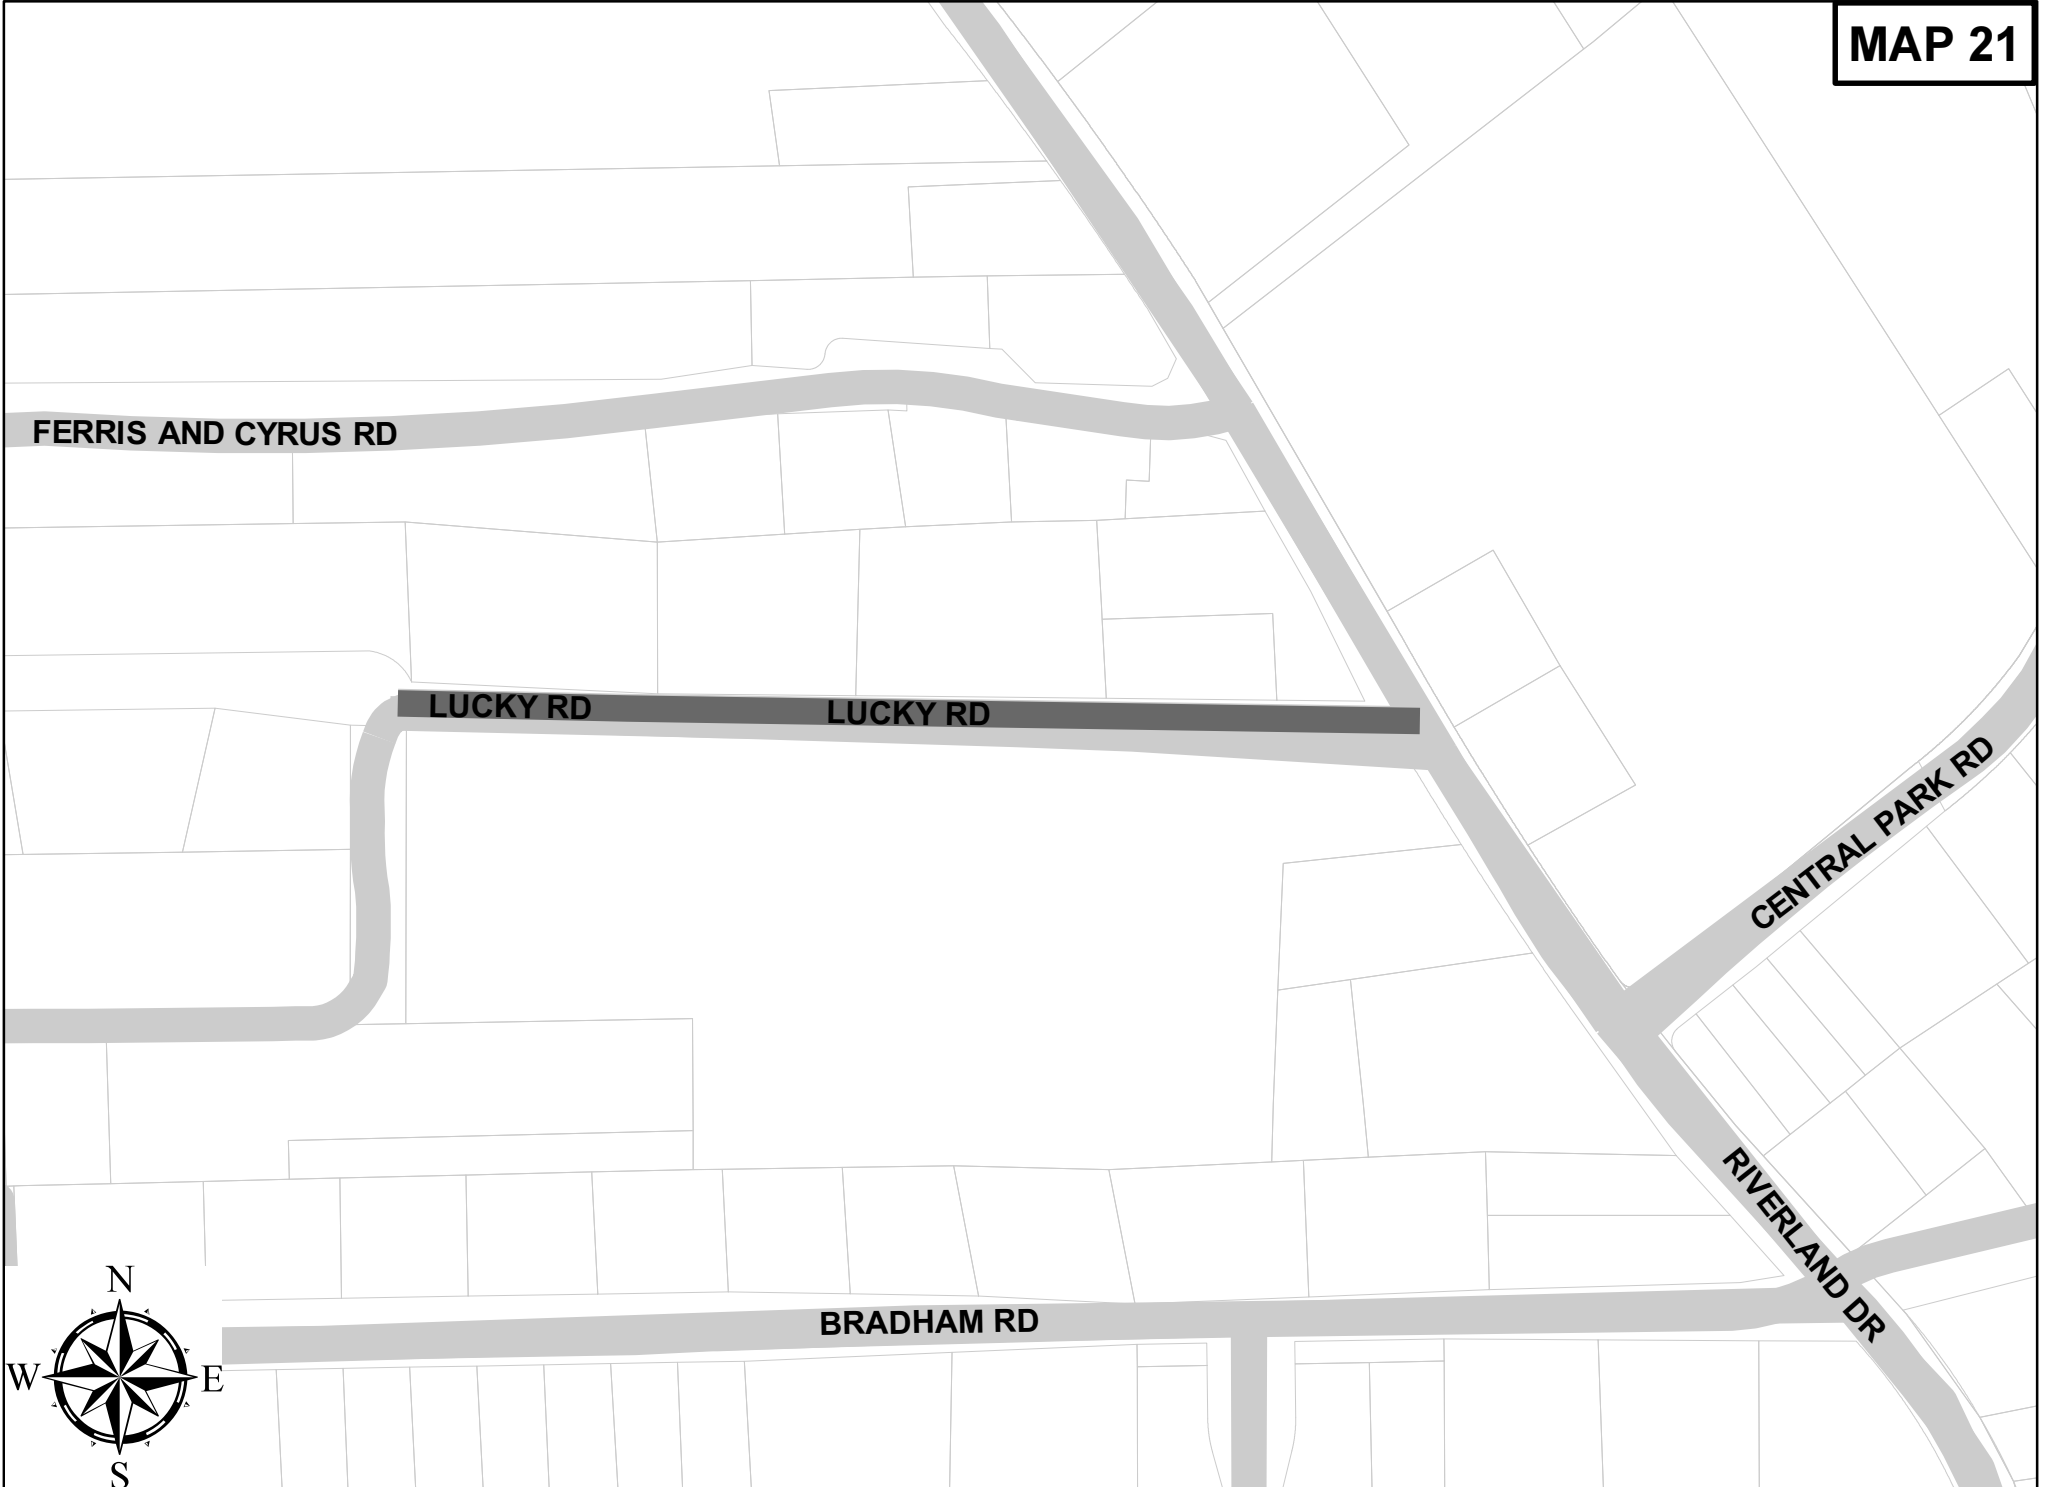 MAP 21
FERRIS AND CYRUS RD
LUCKY RD
LUCKY RD
CENTRAL PARK RD
RIVERLAND DR
BRADHAM RD
N
W
E
S